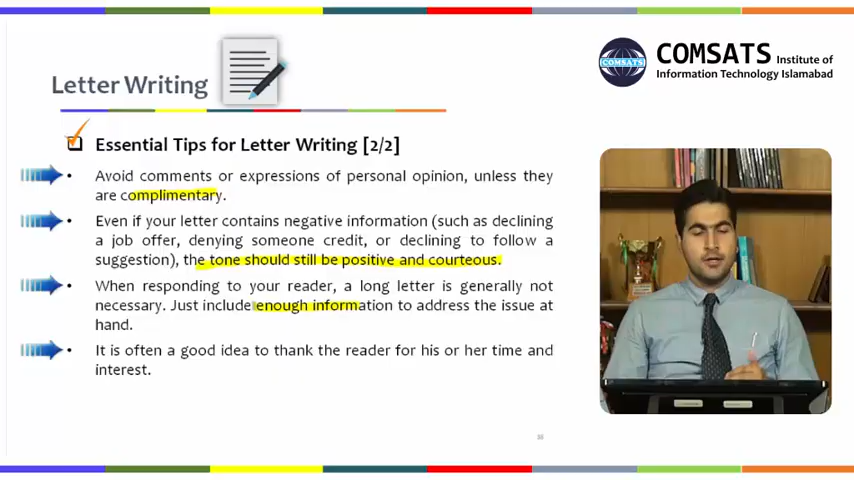 COMSATS
COMSATS Institute of
Information Technology Islamabad
Letter Writing
Essential Tips for Letter Writing [2/2]
• Avoid comments or expressions of personal opinion, unless they
are complimentary.
• Even if your letter contains negative information (such as declining
a job offer, denying someone credit, or declining to follow a
suggestion), the tone should still be positive and courteous.
• When responding to your reader, a long letter is generally not
necessary. Just include enough information to address the issue at
hand.
• It is often a good idea to thank the reader for his or her time and
interest.